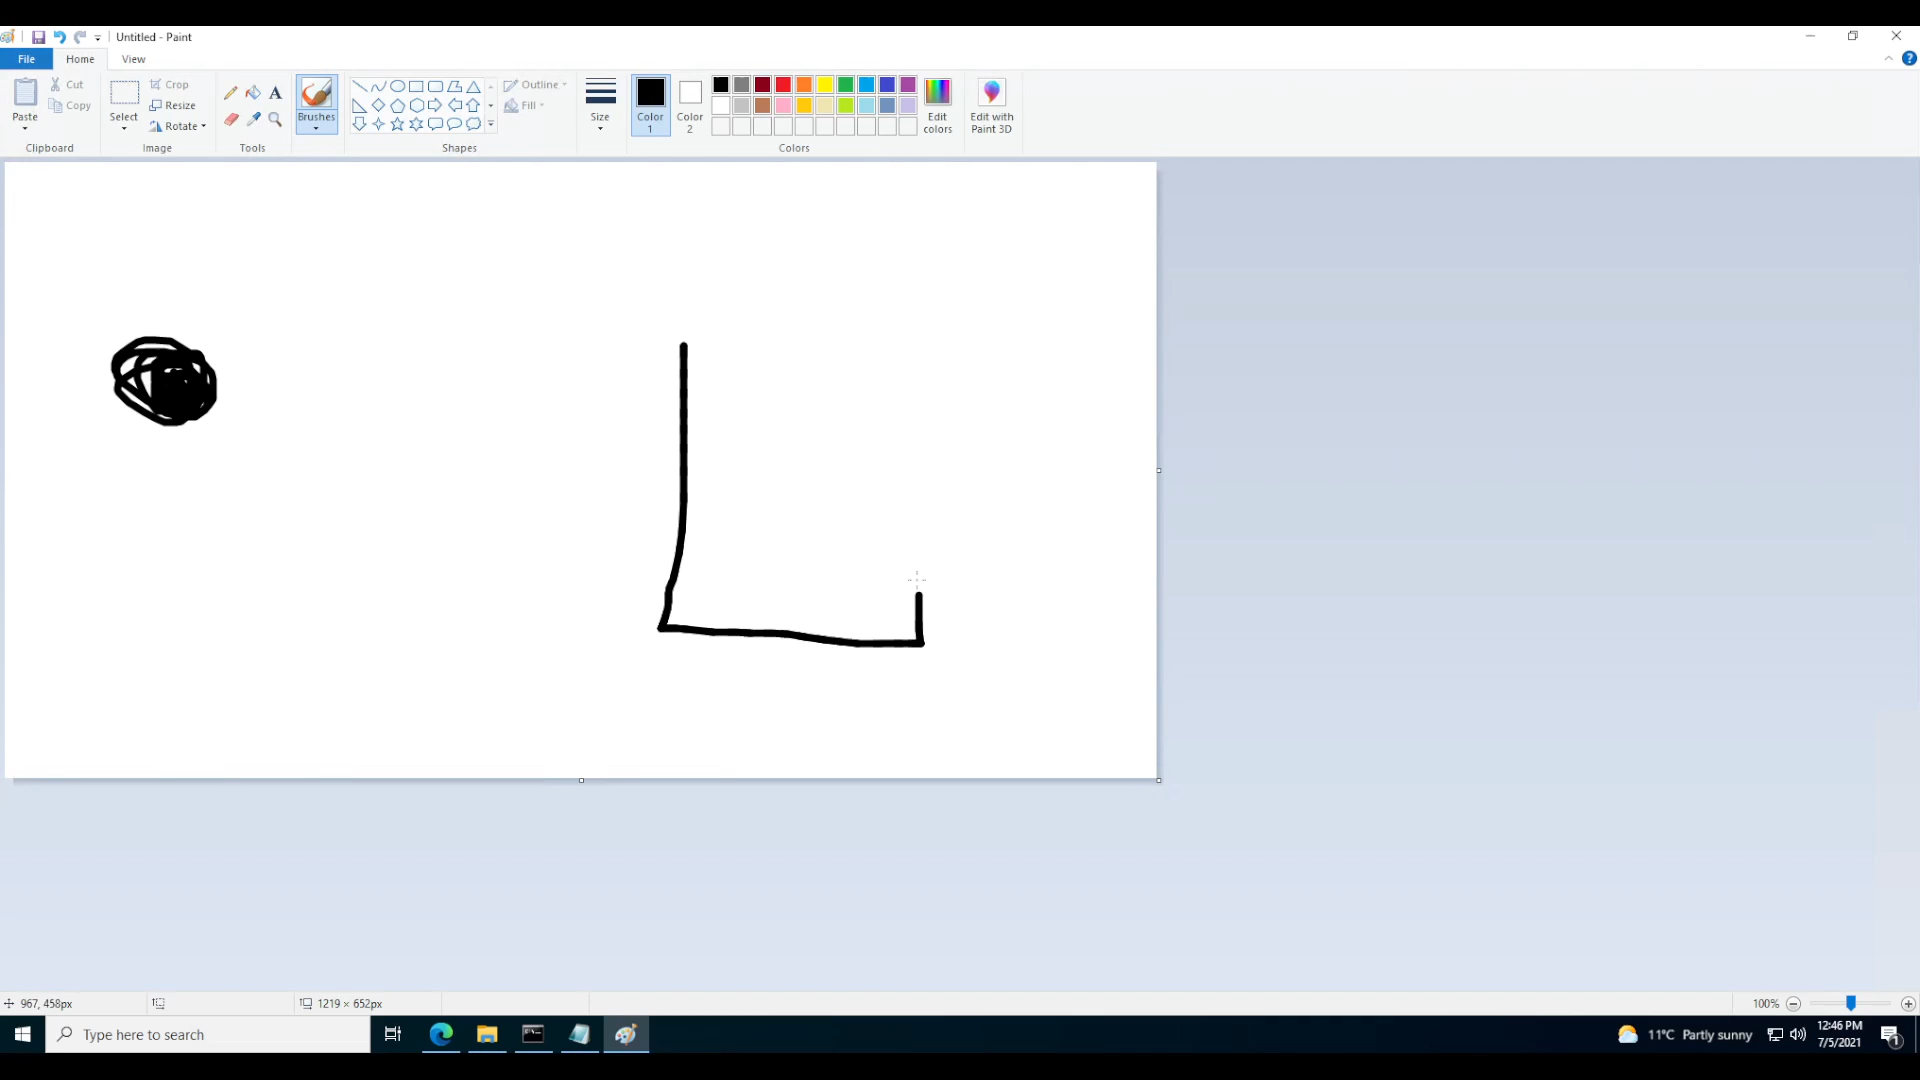 Untitled - Paint
File Home View
Paste
Cut
Copy
Clipboard
Select
Crop
Resize
Rotate
Image
A
Tools
Brushes
Shapes
Outline
Fill
Size
Color 1
Color 2
Edit colors
Colors
Edit with Paint 3D
967, 458px
1219 × 652px
100%
Type here to search
11°C Partly sunny
12:46 PM
7/5/2021
1